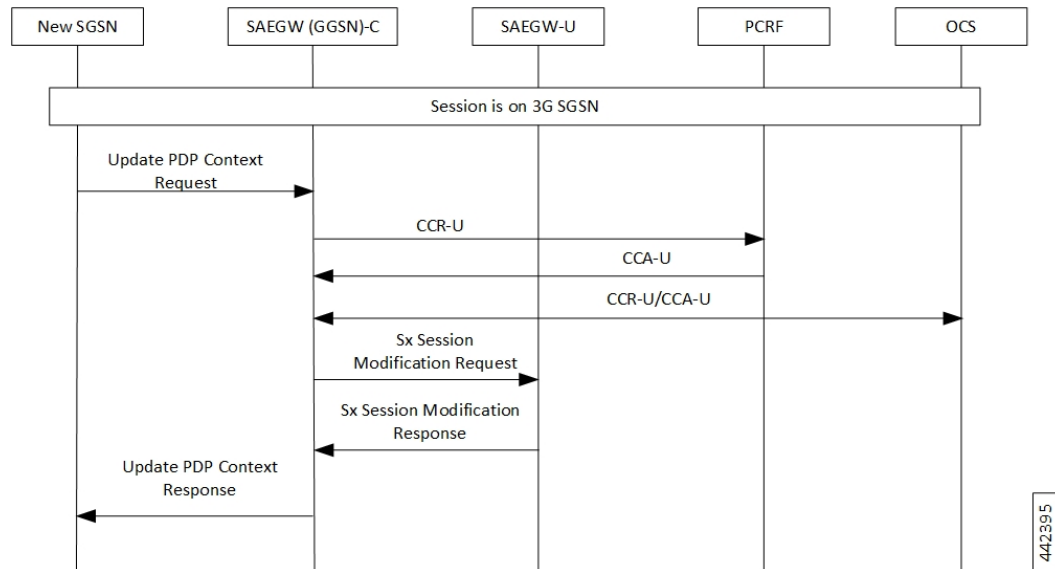 New SGSN
SAEGW (GGSN)-C
SAEGW-U
PCRF
OCS
Session is on 3G SGSN
Update PDP Context
Request
CCR-U
CCA-U
CCR-U/CCA-U
Sx Session
Modification Request
Sx Session Modification
Response
Update PDP Context
Response
442395